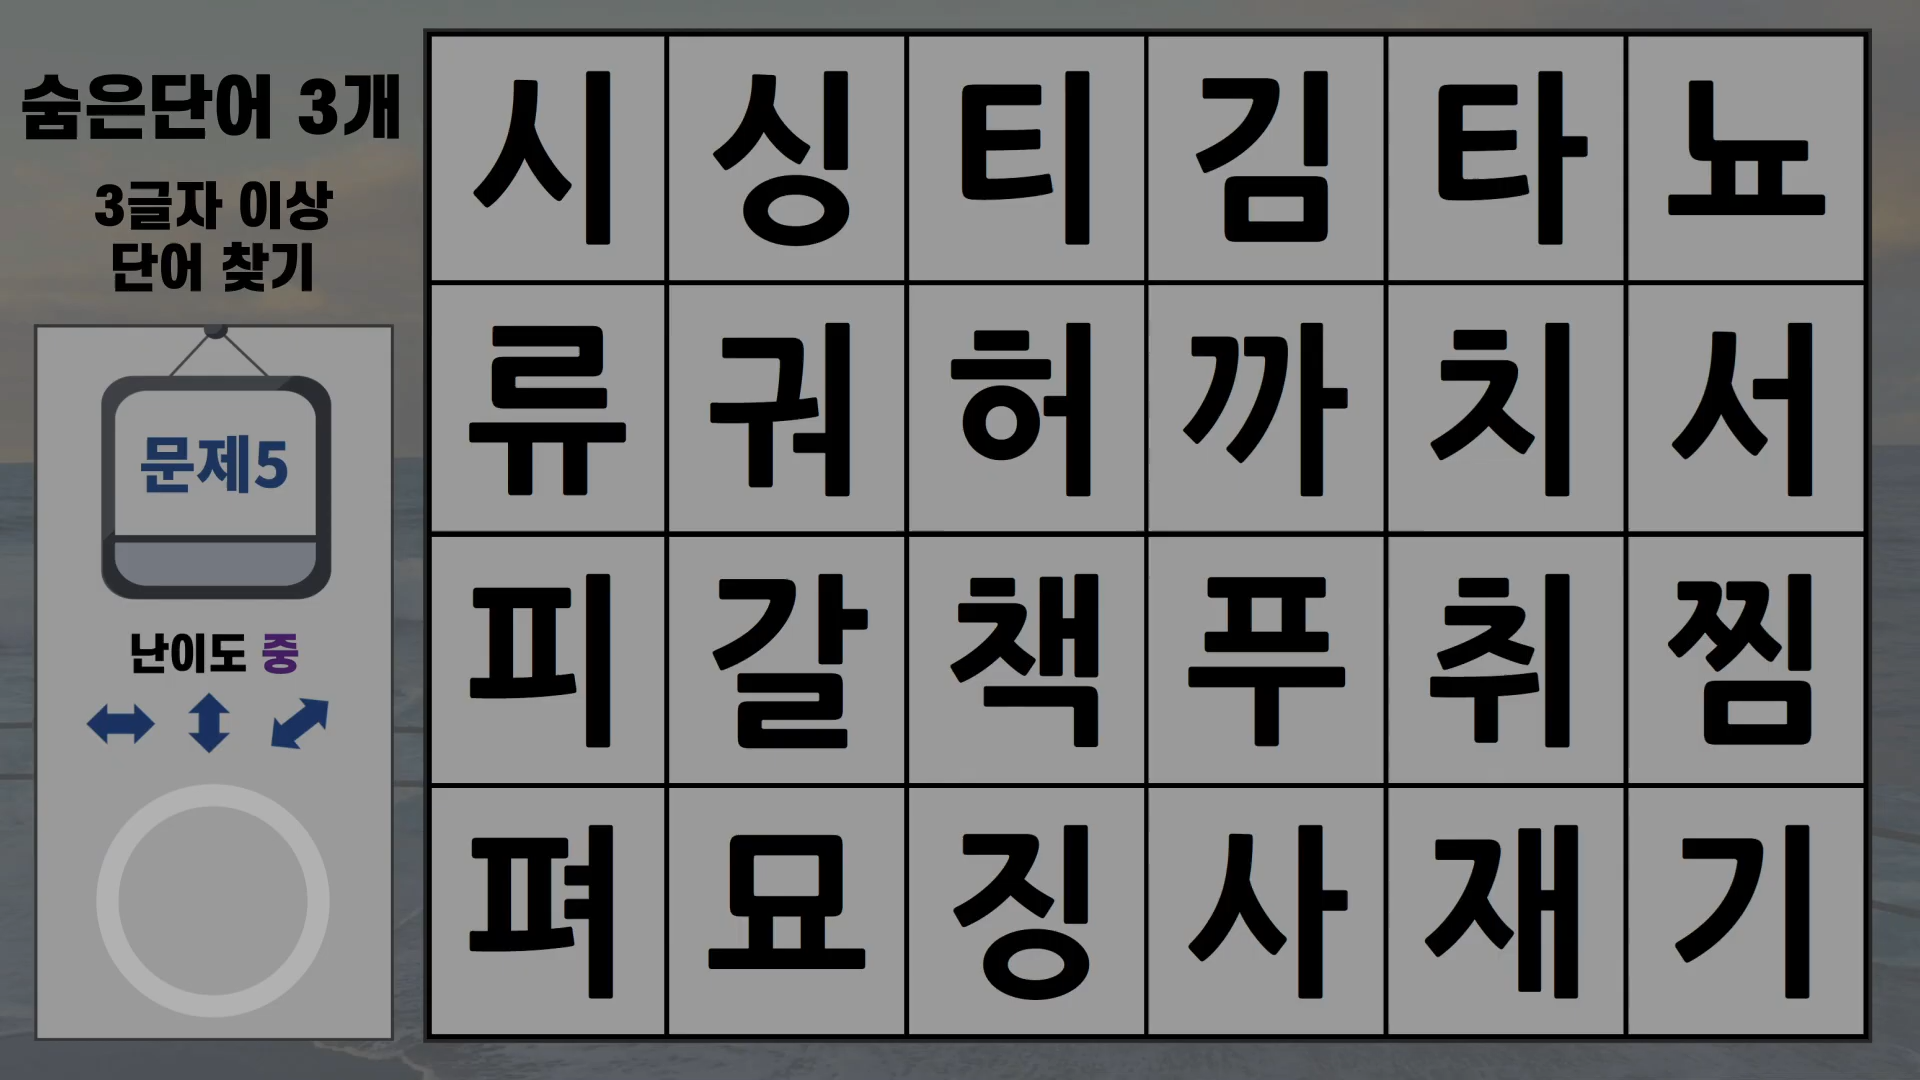 숨은단어 3개
3글자 이상
단어 찾기
문제5
난이도 중
시 싱 티 김 타 뇨
류 궈 허 까 치 서
피 갈 책 푸 취 찜
펴 묘 징 사 재 기